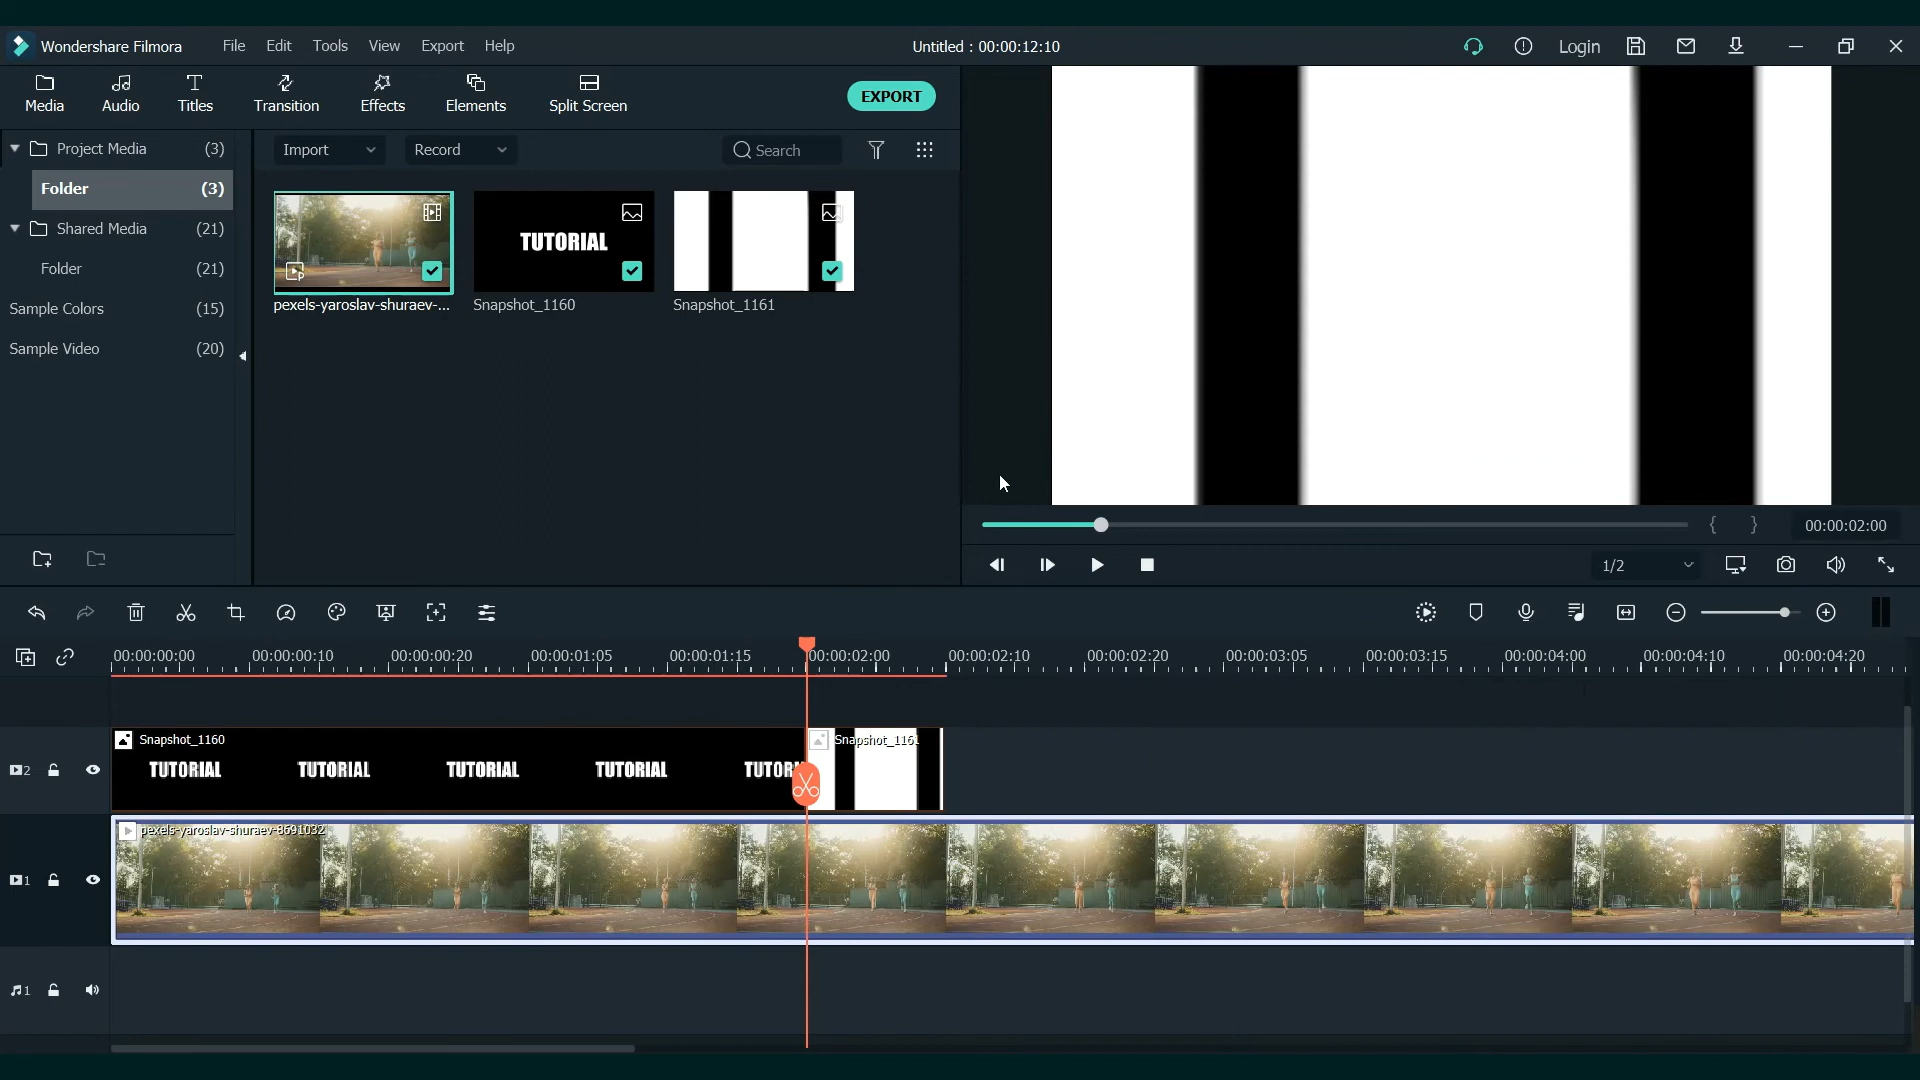 Wondershare Filmora File Edit Tools View Export Help Untitled : 00:00:12:10 Login
Media Audio Titles Transition Effects Elements Split Screen EXPORT
Project Media (3) Import Record Search
Folder (3)
Shared Media (21)
Folder (21)
Sample Colors (15)
Sample Video (20)
TUTORIAL
pexels-yaroslav-shuraev-... Snapshot_1160 Snapshot_1161
{ } 00:00:02:00
1/2
00:00:00:00 00:00:00:10 00:00:00:20 00:00:01:05 00:00:01:15 00:00:02:00 00:00:02:10 00:00:02:20 00:00:03:05 00:00:03:15 00:00:04:00 00:00:04:10 00:00:04:20
Snapshot_1160 Snapshot_1161
2 TUTORIAL TUTORIAL TUTORIAL TUTORIAL TUTOR
pexels-yaroslav-shuraev-8691032
1
1